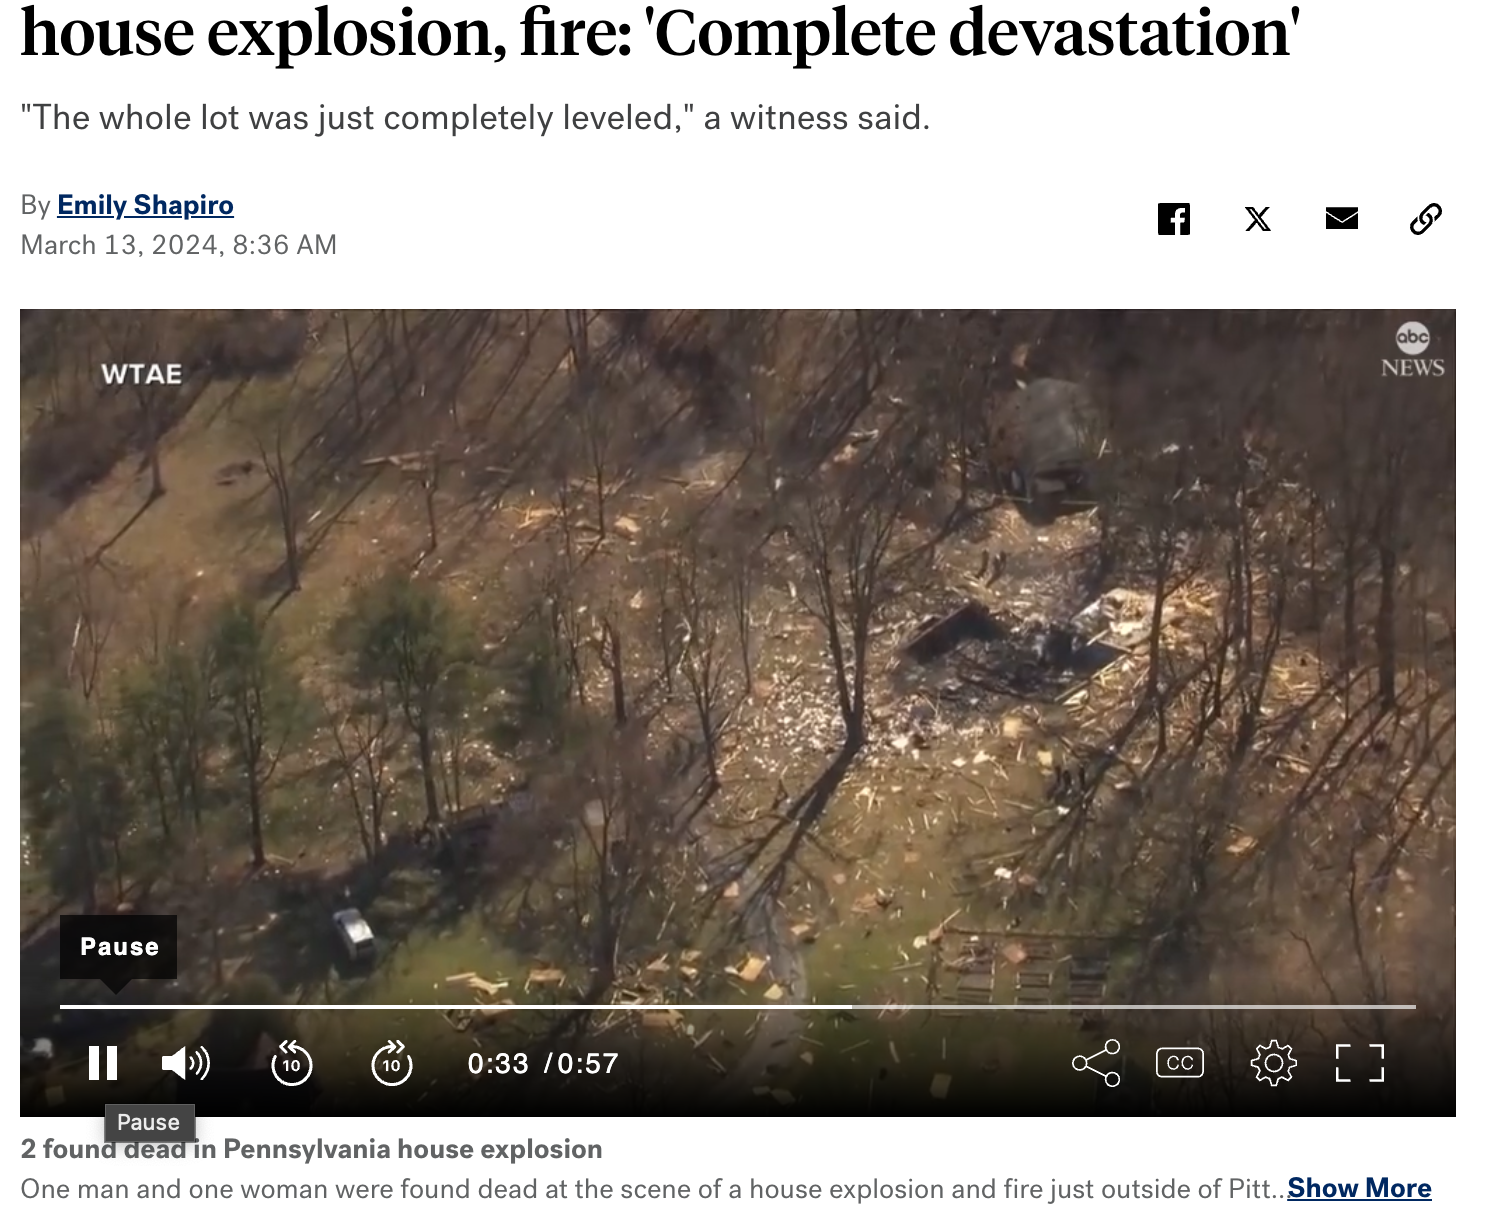 house explosion, fire: 'Complete devastation'
"The whole lot was just completely leveled," a witness said.
By Emily Shapiro
March 13, 2024, 8:36 AM
WTAE
abc
NEWS
Pause
10
10
0:33 / 0:57
CC
Pause
2 found dead in Pennsylvania house explosion
One man and one woman were found dead at the scene of a house explosion and fire just outside of Pitt...Show More